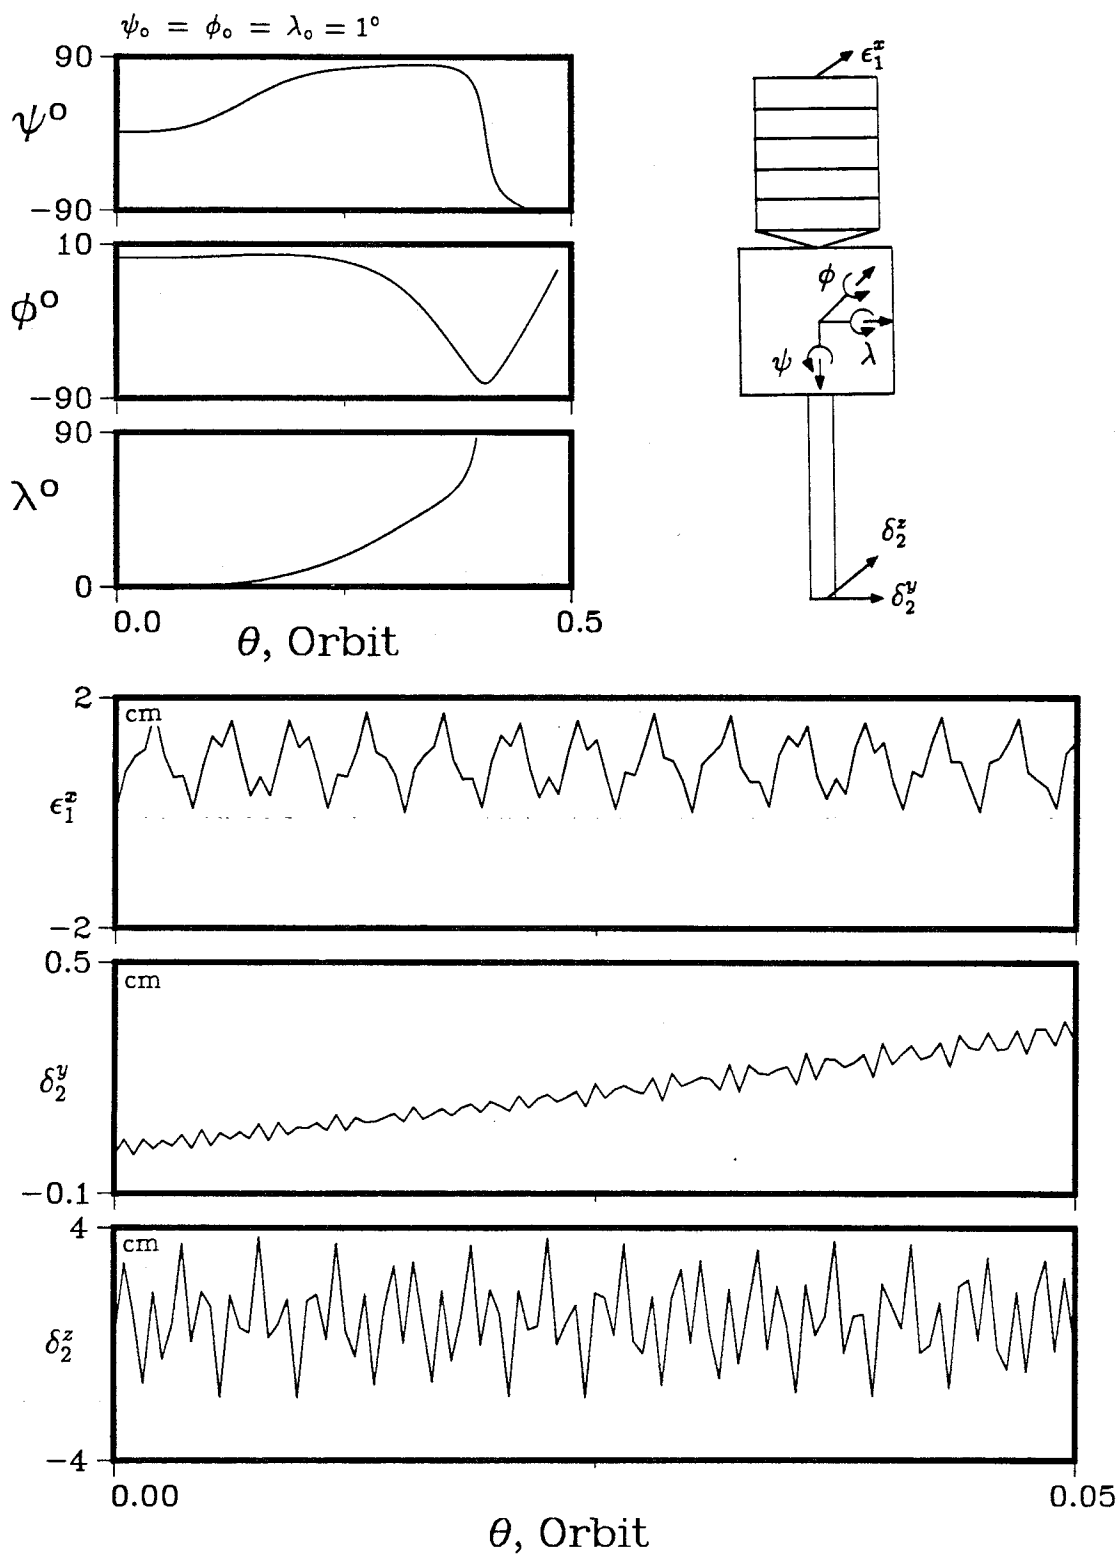 ψ₀ = φ₀ = λ₀ = 1°
90
ψ°
-90
10
φ°
-90
90
λ°
0
0.0
0.5
θ, Orbit
ϵ₁ˣ
φ
λ
ψ
δ₂ᶻ
δ₂ʸ
2
cm
ϵ₁ˣ
-2
0.5
cm
δ₂ʸ
-0.1
4
cm
δ₂ᶻ
-4
0.00
0.05
θ, Orbit